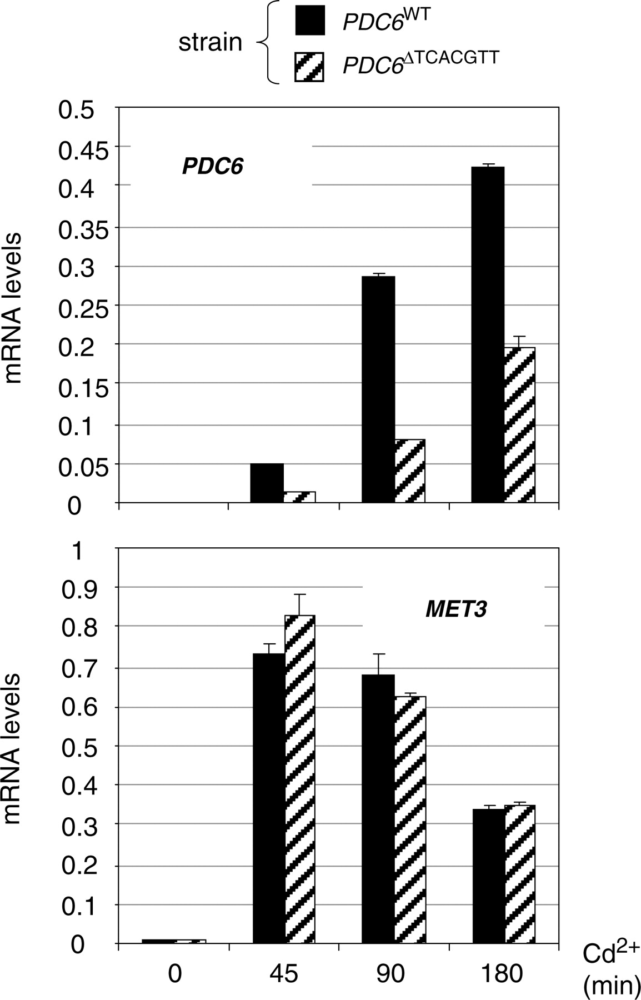 strain
PDC6WT
PDC6ΔTCACGTT
0.5
0.45
0.4
0.35
0.3
0.25
0.2
0.15
0.1
0.05
0
mRNA levels
PDC6
1
0.9
0.8
0.7
0.6
0.5
0.4
0.3
0.2
0.1
0
mRNA levels
MET3
0 45 90 180
Cd2+
(min)